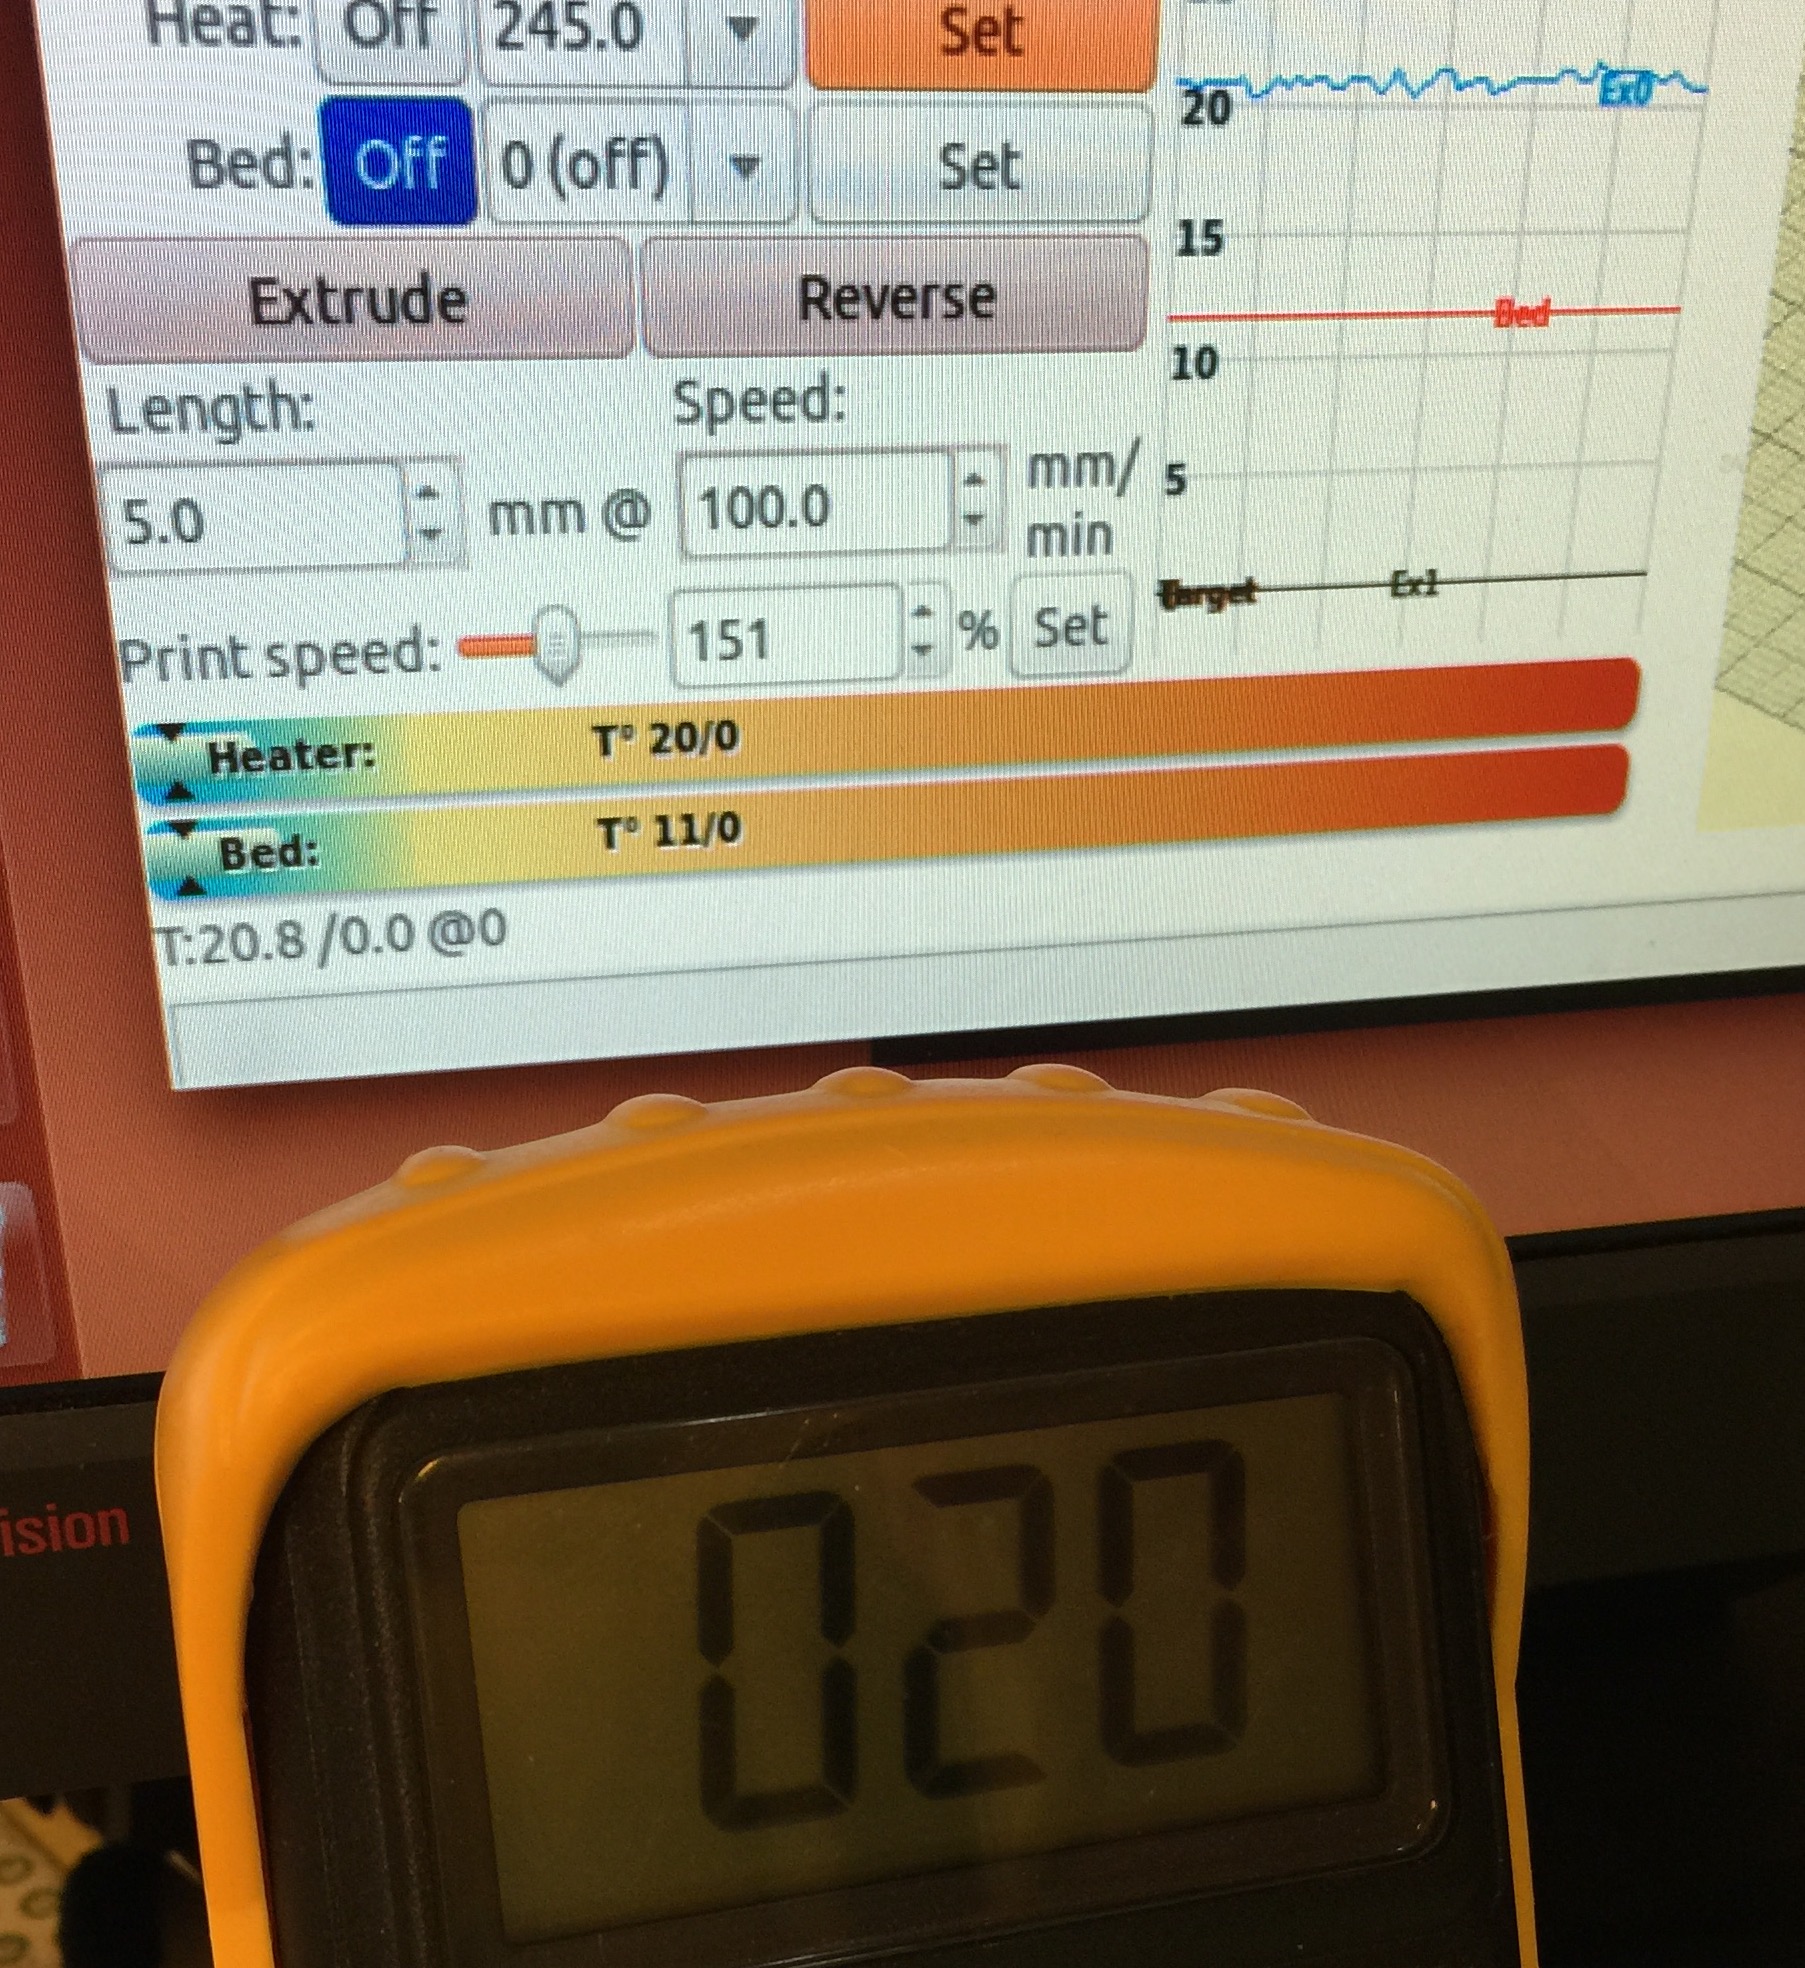 Heat: Off 245.0 Set
20
Ex0
Bed: Off 0 (off) Set
15
Extrude Reverse
Bed
10
Length: Speed:
5.0 mm @ 100.0 mm/
min
5
Ex1
Print speed: 151 % Set
Heater: T° 20/0
Bed: T° 11/0
T:20.8 /0.0 @0
ision
020